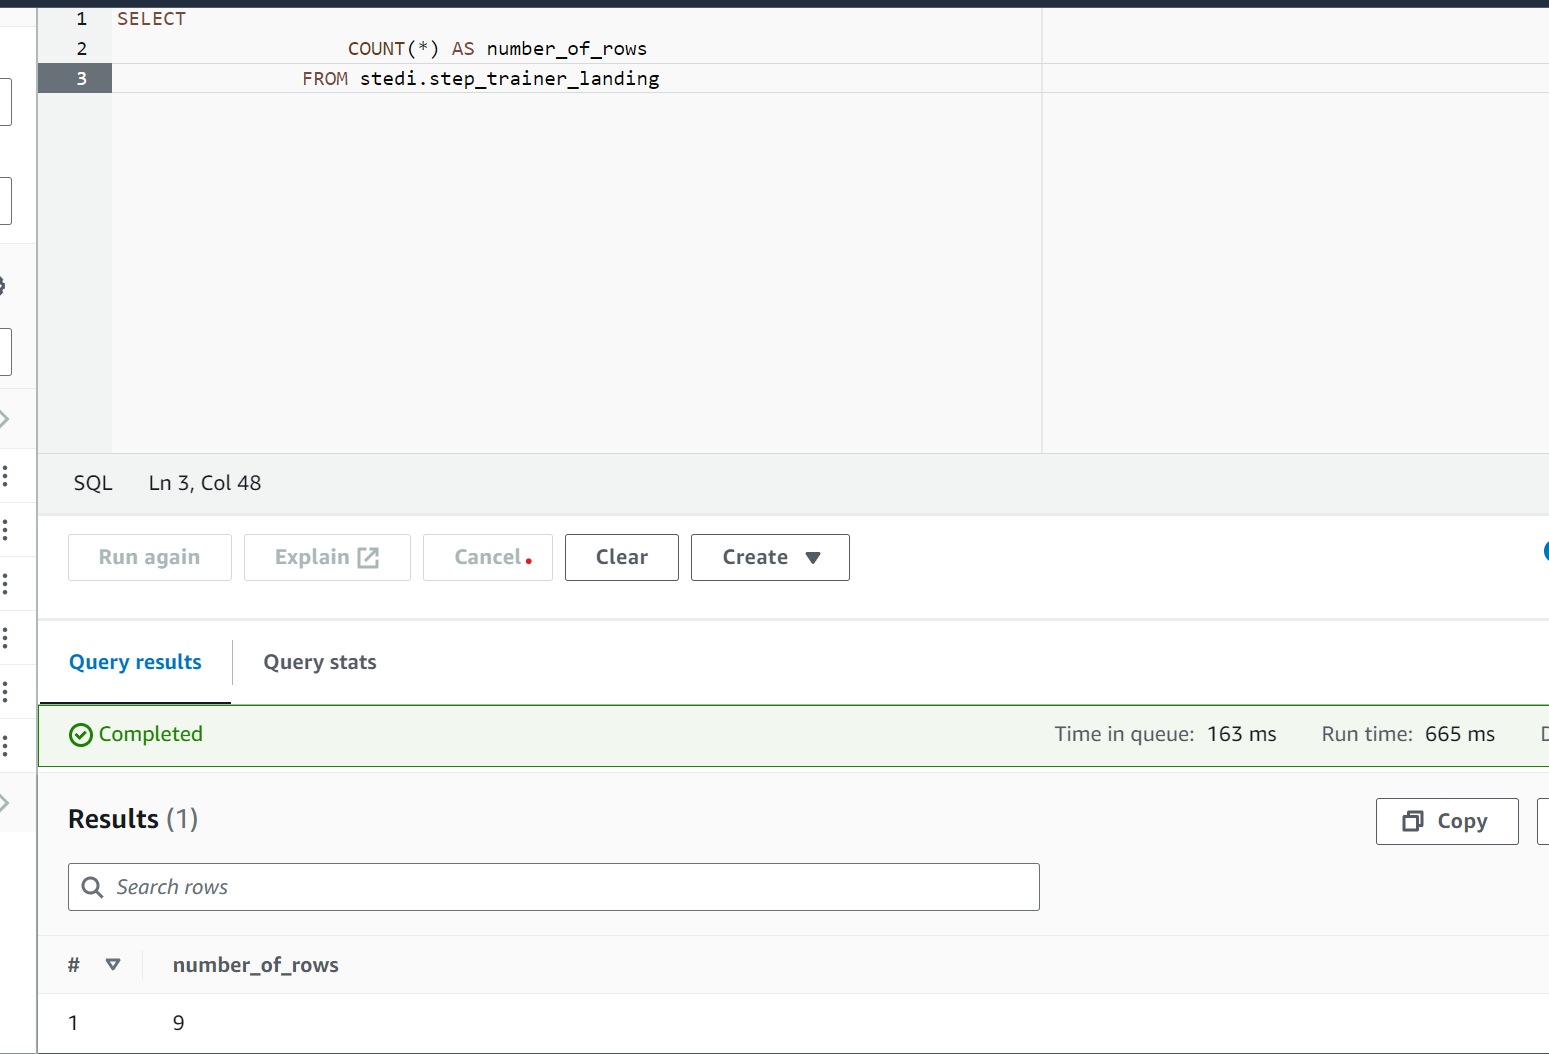 1 SELECT
2 COUNT(*) AS number_of_rows
3 FROM stedi.step_trainer_landing
SQL Ln 3, Col 48
Run again Explain Cancel Clear Create
Query results Query stats
Completed Time in queue: 163 ms Run time: 665 ms
Results (1) Copy
Search rows
# number_of_rows
1 9